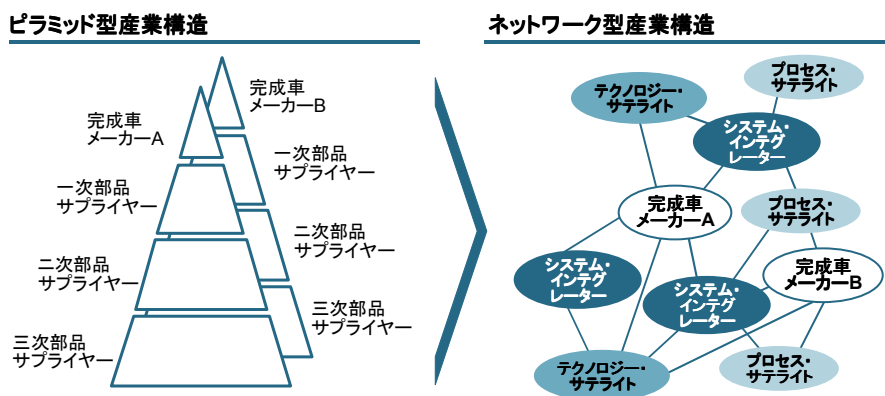 ピラミッド型産業構造
完成車
メーカーB
完成車
メーカーA
一次部品
サプライヤー
一次部品
サプライヤー
二次部品
サプライヤー
二次部品
サプライヤー
三次部品
サプライヤー
三次部品
サプライヤー
ネットワーク型産業構造
プロセス・
サテライト
テクノロジー・
サテライト
システム・
インテグ
レーター
完成車
メーカーA
プロセス・
サテライト
システム・
インテグ
レーター
完成車
メーカーB
システム・
インテグ
レーター
テクノロジー・
サテライト
プロセス・
サテライト